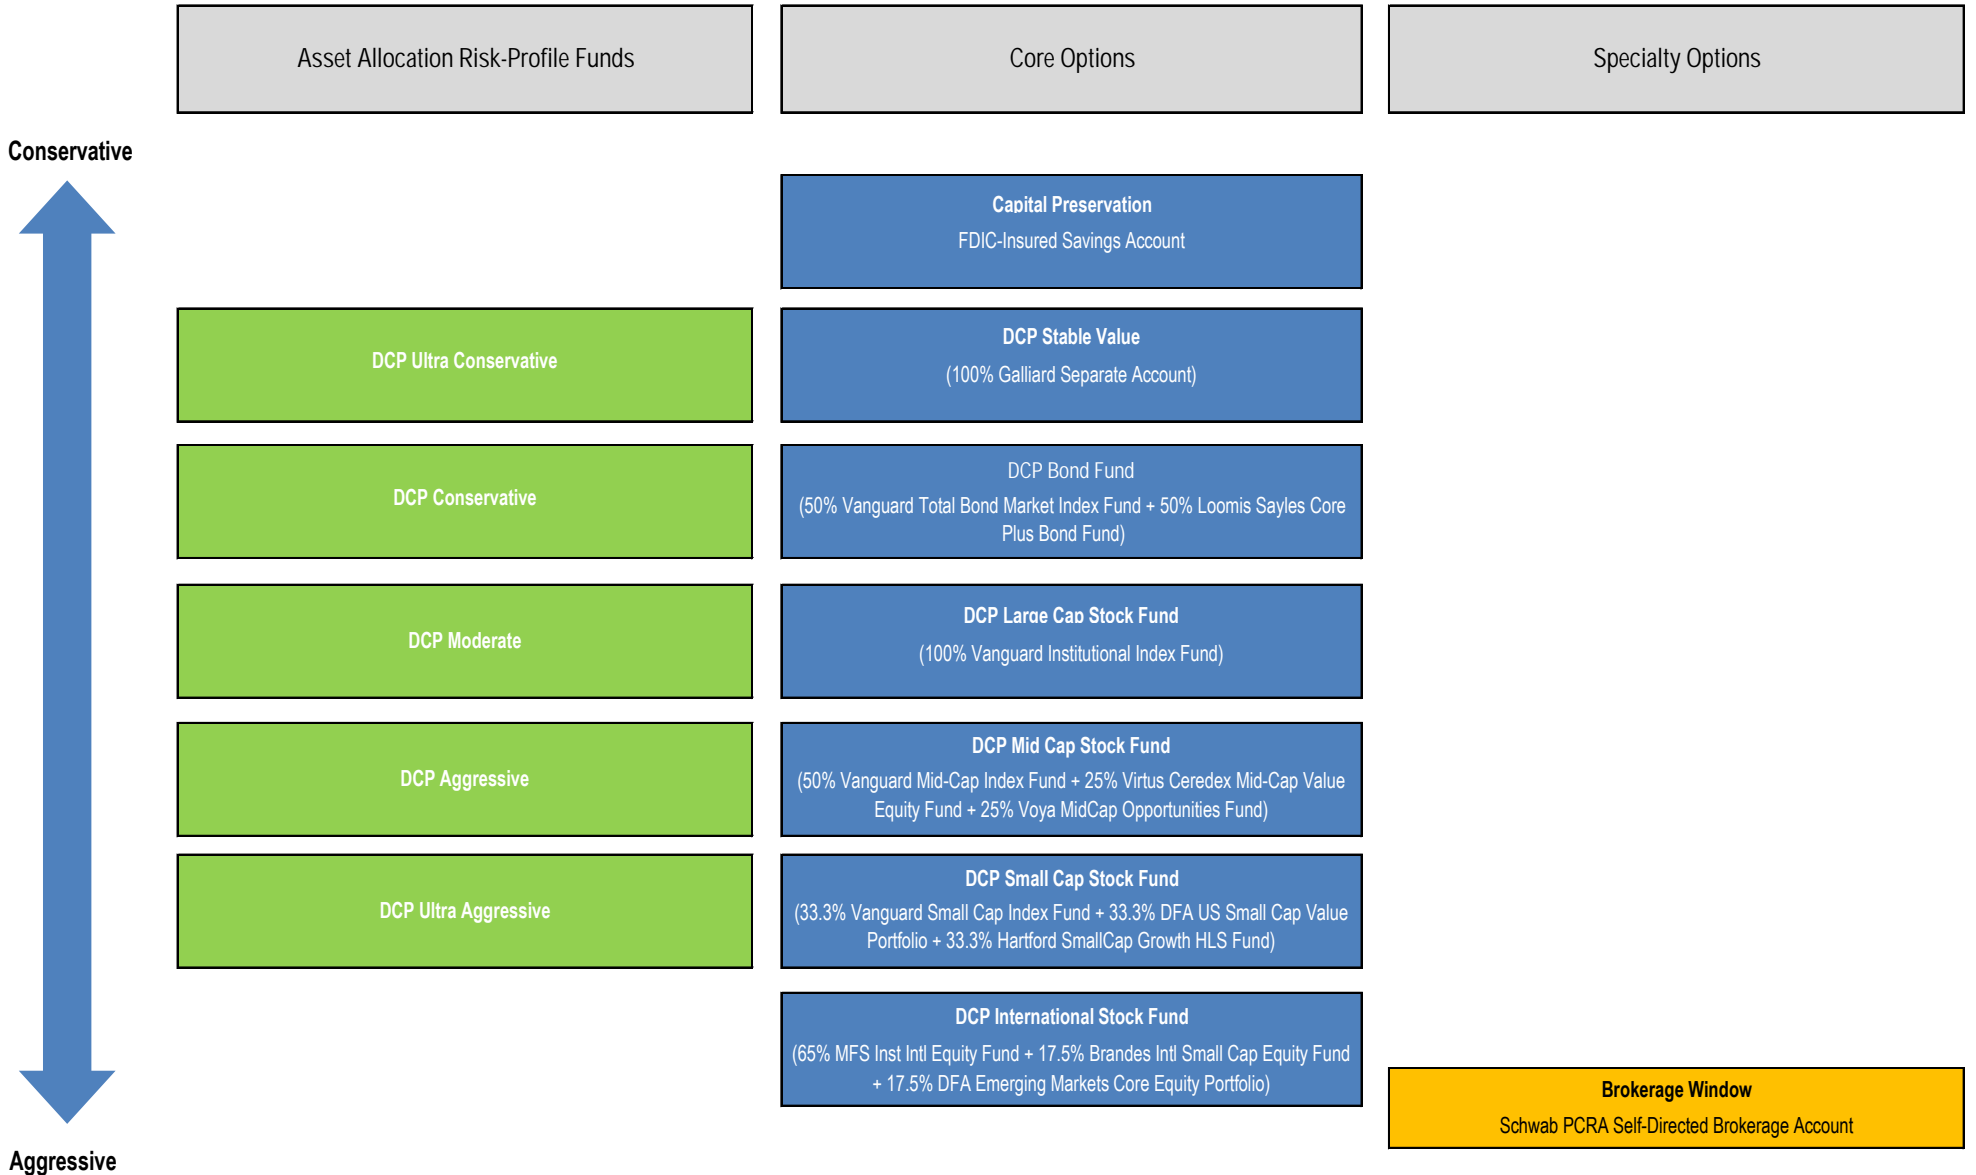 Asset Allocation Risk-Profile Funds
Core Options
Specialty Options
Conservative
Capital Preservation
FDIC-Insured Savings Account
DCP Ultra Conservative
DCP Stable Value
(100% Galliard Separate Account)
DCP Conservative
DCP Bond Fund
(50% Vanguard Total Bond Market Index Fund + 50% Loomis Sayles Core
Plus Bond Fund)
DCP Moderate
DCP Large Cap Stock Fund
(100% Vanguard Institutional Index Fund)
DCP Aggressive
DCP Mid Cap Stock Fund
(50% Vanguard Mid-Cap Index Fund + 25% Virtus Ceredex Mid-Cap Value
Equity Fund + 25% Voya MidCap Opportunities Fund)
DCP Ultra Aggressive
DCP Small Cap Stock Fund
(33.3% Vanguard Small Cap Index Fund + 33.3% DFA US Small Cap Value
Portfolio + 33.3% Hartford SmallCap Growth HLS Fund)
DCP International Stock Fund
(65% MFS Inst Intl Equity Fund + 17.5% Brandes Intl Small Cap Equity Fund
+ 17.5% DFA Emerging Markets Core Equity Portfolio)
Brokerage Window
Schwab PCRA Self-Directed Brokerage Account
Aggressive